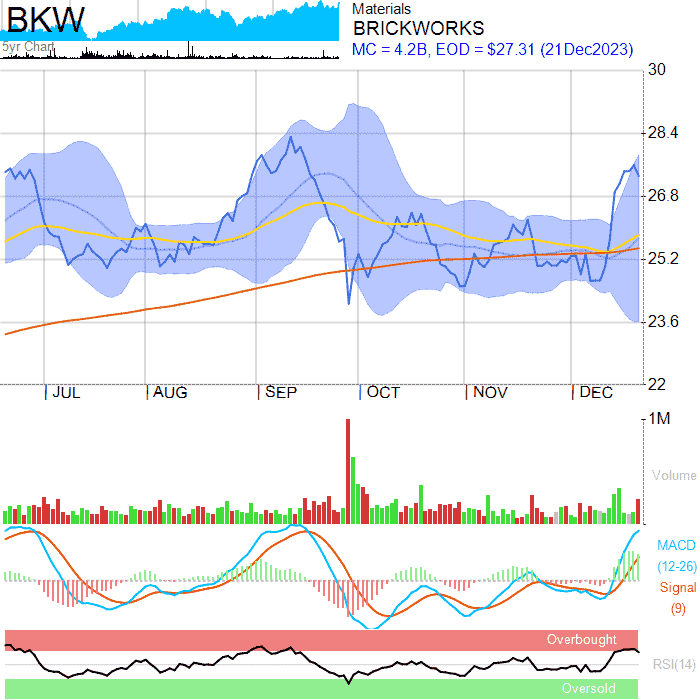 BKW
5yr Chart
Materials
BRICKWORKS
MC = 4.2B, EOD = $27.31 (21Dec2023)
30
28.4
26.8
25.2
23.6
22
JUL
AUG
SEP
OCT
NOV
DEC
1M
Volume
MACD
(12-26)
Signal
(9)
Overbought
RSI(14)
Oversold